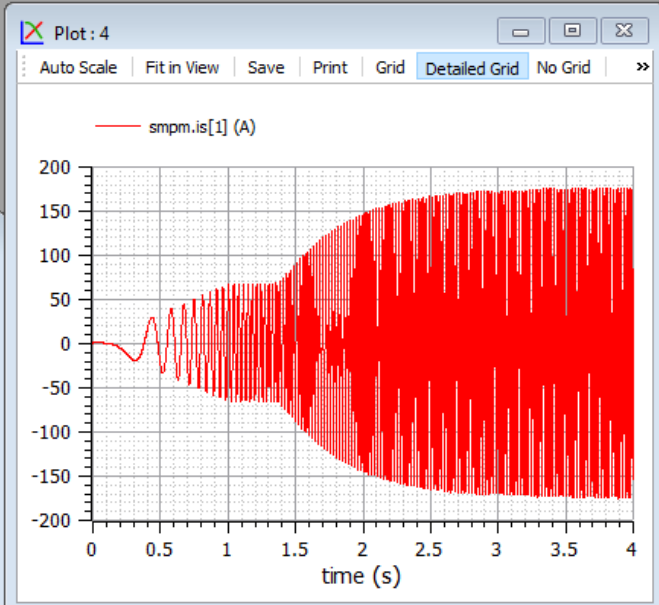 Plot : 4
Auto Scale Fit in View Save Print Grid Detailed Grid No Grid »
smpm.is[1] (A)
200
150
100
50
0
-50
-100
-150
-200
0 0.5 1 1.5 2 2.5 3 3.5 4
time (s)